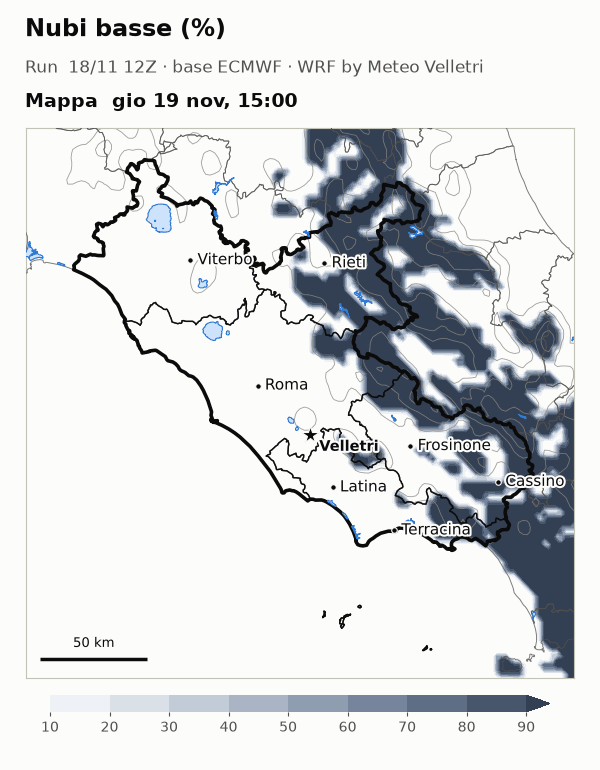 Nubi basse (%)
Run  18/11 12Z · base ECMWF · WRF by Meteo Velletri
Mappa  gio 19 nov, 15:00
Viterbo
Rieti
Roma
Velletri
Frosinone
Latina
Cassino
Terracina
50 km
10 20 30 40 50 60 70 80 90